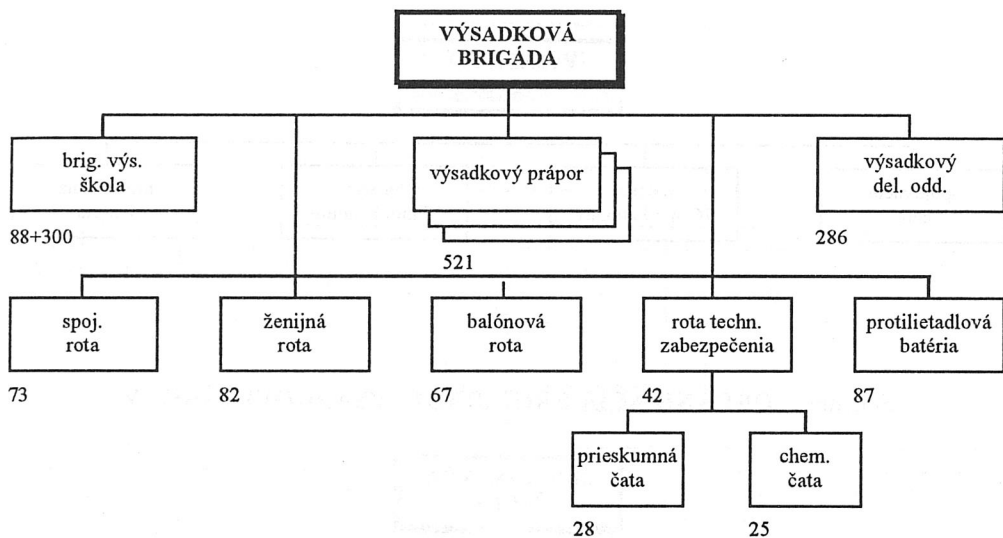 VÝSADKOVÁ
BRIGÁDA
brig. výs.
škola
88+300
výsadkový prápor
521
výsadkový
del. odd.
286
spoj.
rota
73
ženijná
rota
82
balónová
rota
67
rota techn.
zabezpečenia
42
protilietadlová
batéria
87
prieskumná
čata
28
chem.
čata
25